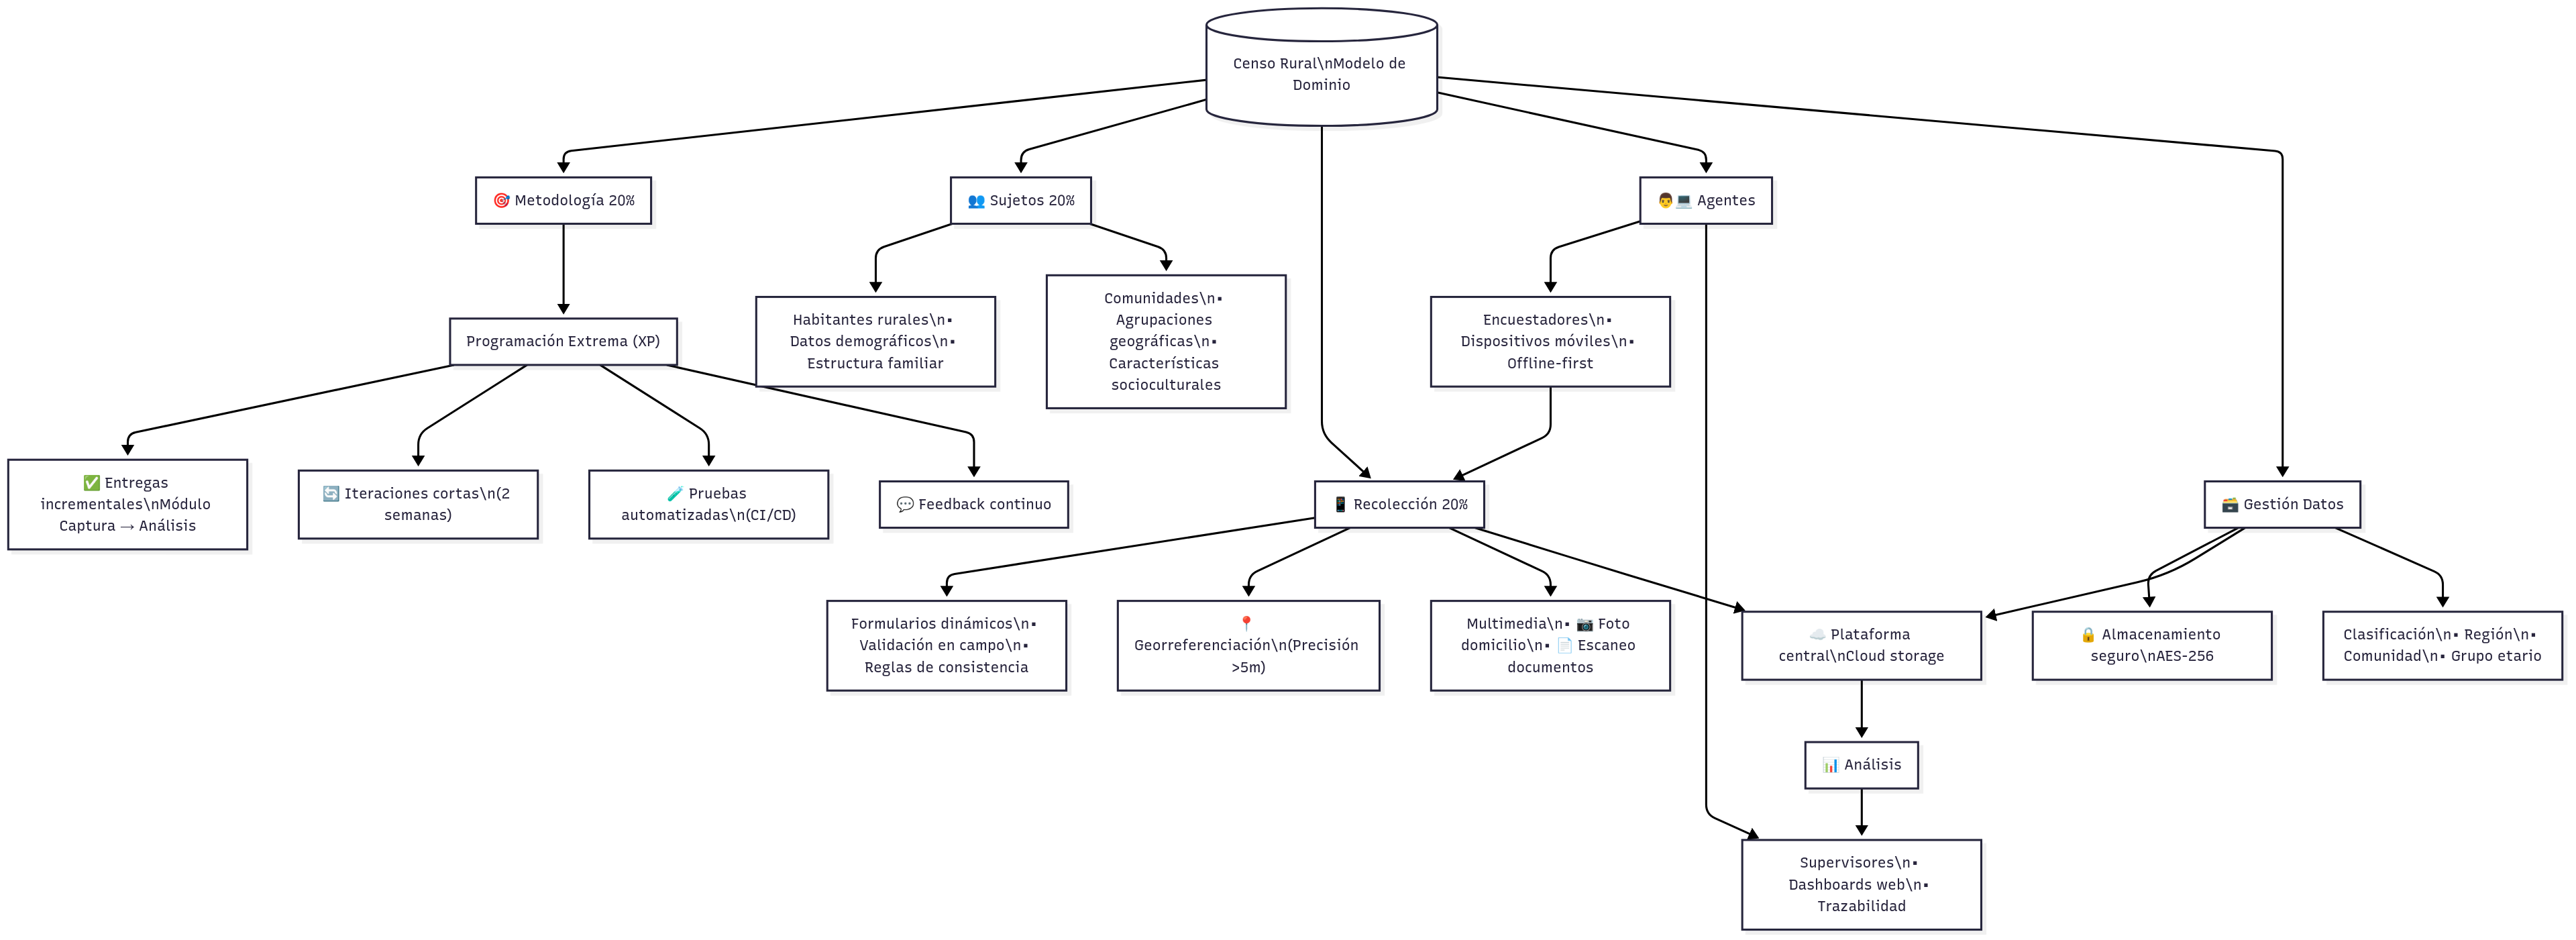 Censo Rural\nModelo de
Dominio
🎯 Metodología 20%
👥 Sujetos 20%
👨💻 Agentes
Programación Extrema (XP)
Habitantes rurales\n▪
Datos demográficos\n▪
Estructura familiar
Comunidades\n▪
Agrupaciones
geográficas\n▪
Características
socioculturales
Encuestadores\n▪
Dispositivos móviles\n▪
Offline-first
✅ Entregas
incrementales\nMódulo
Captura → Análisis
🔄 Iteraciones cortas\n(2
semanas)
🧪 Pruebas
automatizadas\n(CI/CD)
💬 Feedback continuo
📱 Recolección 20%
🗃️ Gestión Datos
Formularios dinámicos\n▪
Validación en campo\n▪
Reglas de consistencia
📍
Georreferenciación\n(Precisión
>5m)
Multimedia\n▪ 📷 Foto
domicilio\n▪ 📄 Escaneo
documentos
☁️ Plataforma
central\nCloud storage
🔒 Almacenamiento
seguro\nAES-256
Clasificación\n▪ Región\n▪
Comunidad\n▪ Grupo etario
📊 Análisis
Supervisores\n▪
Dashboards web\n▪
Trazabilidad